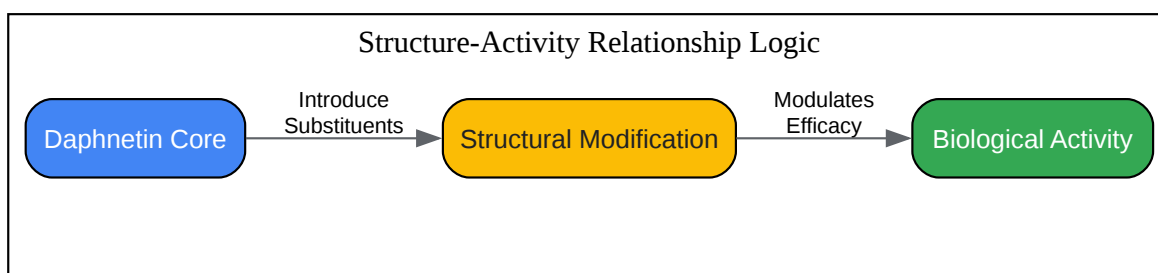 Structure-Activity Relationship Logic
Daphnetin Core
Introduce
Substituents
Structural Modification
Modulates
Efficacy
Biological Activity